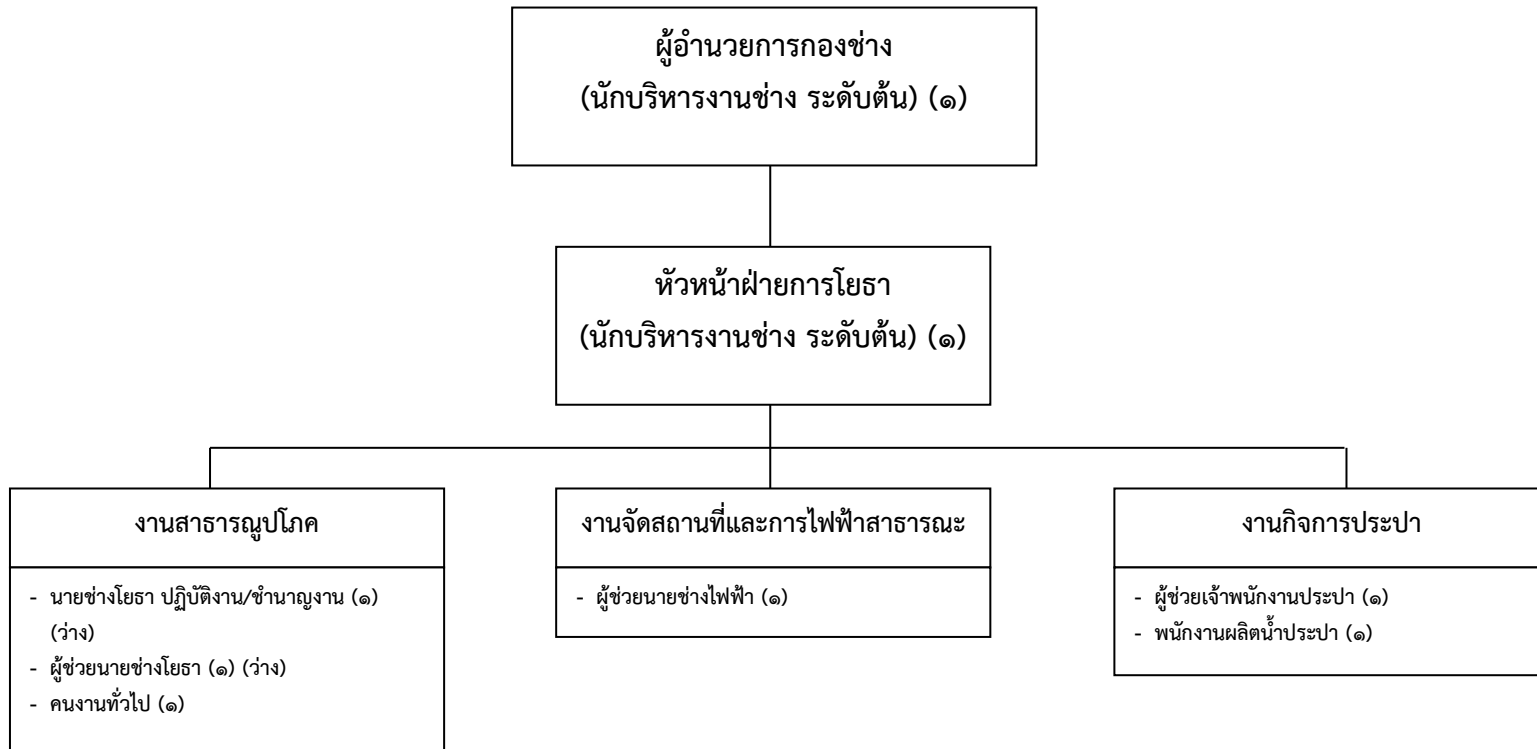 ผู้อำนวยการกองช่าง
(นักบริหารงานช่าง ระดับต้น) (๑)
หัวหน้าฝ่ายการโยธา
(นักบริหารงานช่าง ระดับต้น) (๑)
งานสาธารณูปโภค
- นายช่างโยธา ปฏิบัติงาน/ชำนาญงาน (๑)
(ว่าง)
- ผู้ช่วยนายช่างโยธา (๑) (ว่าง)
- คนงานทั่วไป (๑)
งานจัดสถานที่และการไฟฟ้าสาธารณะ
- ผู้ช่วยนายช่างไฟฟ้า (๑)
งานกิจการประปา
- ผู้ช่วยเจ้าพนักงานประปา (๑)
- พนักงานผลิตน้ำประปา (๑)